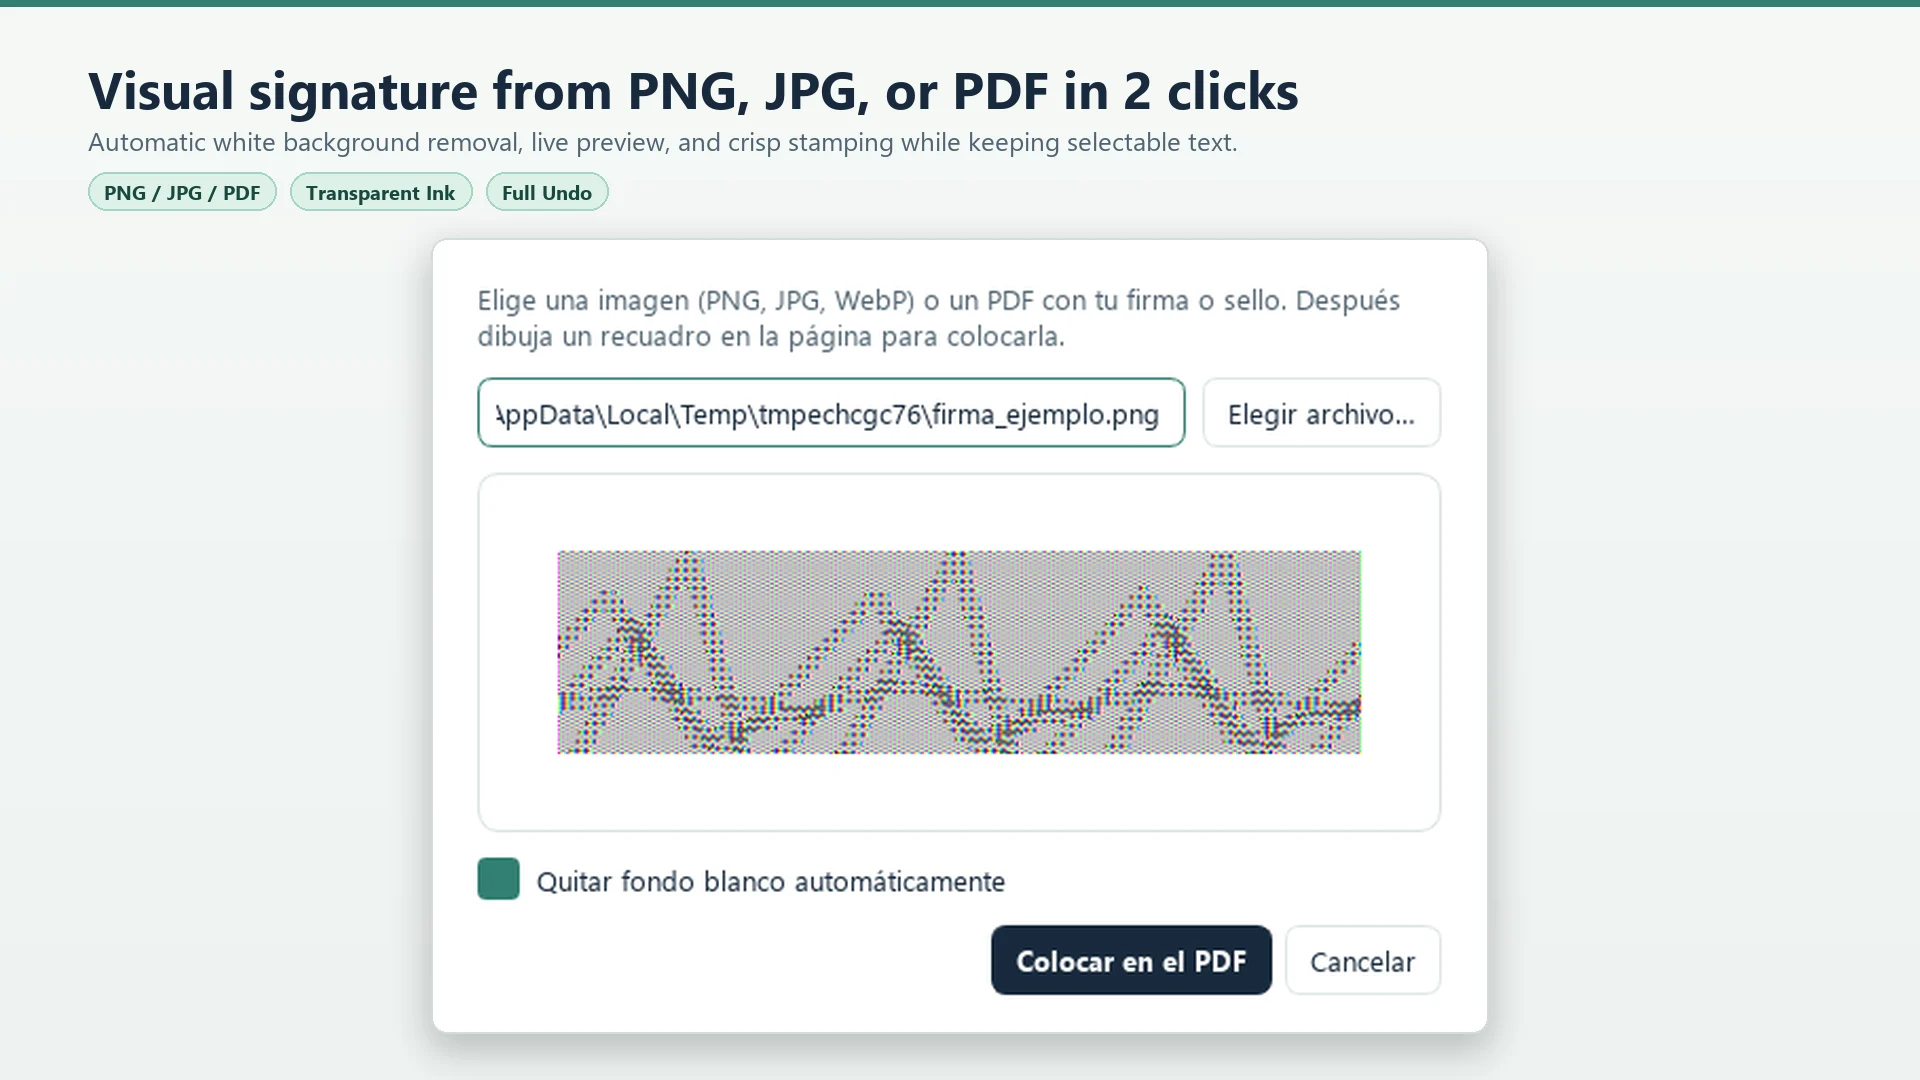 Visual signature from PNG, JPG, or PDF in 2 clicks
Automatic white background removal, live preview, and crisp stamping while keeping selectable text.
PNG / JPG / PDF
Transparent Ink
Full Undo
Elige una imagen (PNG, JPG, WebP) o un PDF con tu firma o sello. Después
dibuja un recuadro en la página para colocarla.
\AppData\Local\Temp\tmpechcgc76\firma_ejemplo.png
Elegir archivo...
Quitar fondo blanco automáticamente
Colocar en el PDF
Cancelar